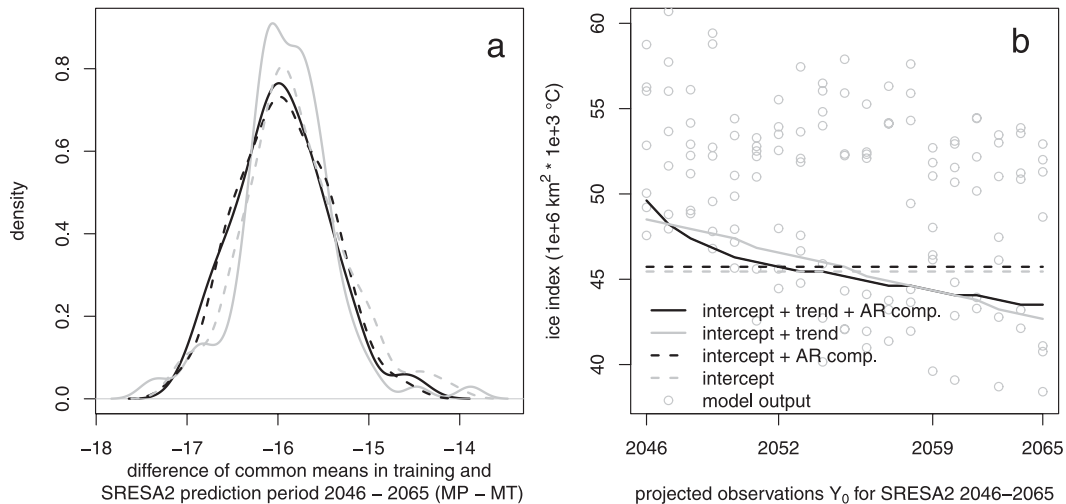 a
density
0.0
0.2
0.4
0.6
0.8
−18
−17
−16
−15
−14
difference of common means in training and
SRESA2 prediction period 2046 − 2065 (MP − MT)
b
ice index (1e+6 km² * 1e+3 °C)
40
45
50
55
60
intercept + trend + AR comp.
intercept + trend
intercept + AR comp.
intercept
model output
2046
2052
2059
2065
projected observations Y₀ for SRESA2 2046−2065